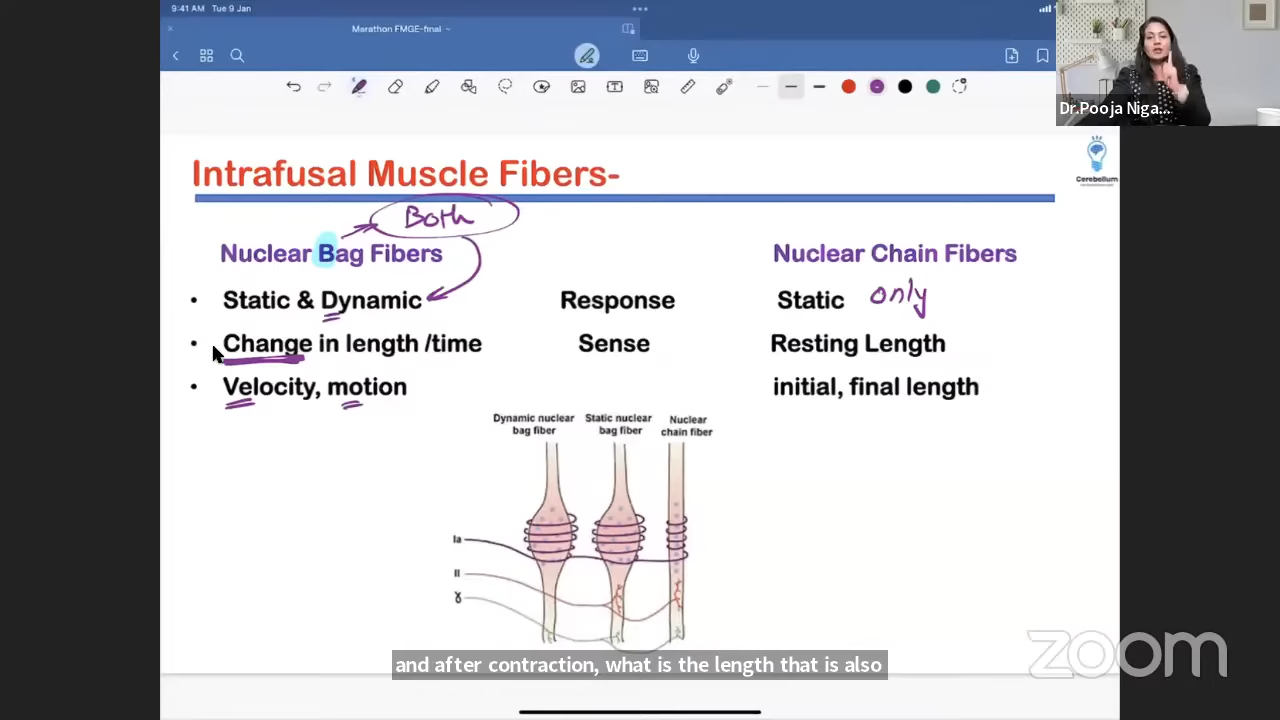 9:41 AM Tue 9 Jan
Marathon FMGE-final
Dr.Pooja Niga...
Intrafusal Muscle Fibers-
Cerebellum
Both
Nuclear Bag Fibers Nuclear Chain Fibers
• Static & Dynamic Response Static only
• Change in length /time Sense Resting Length
• Velocity, motion initial, final length
Dynamic nuclear bag fiber
Static nuclear bag fiber
Nuclear chain fiber
Ia
II
ɣ
zoom
and after contraction, what is the length that is also